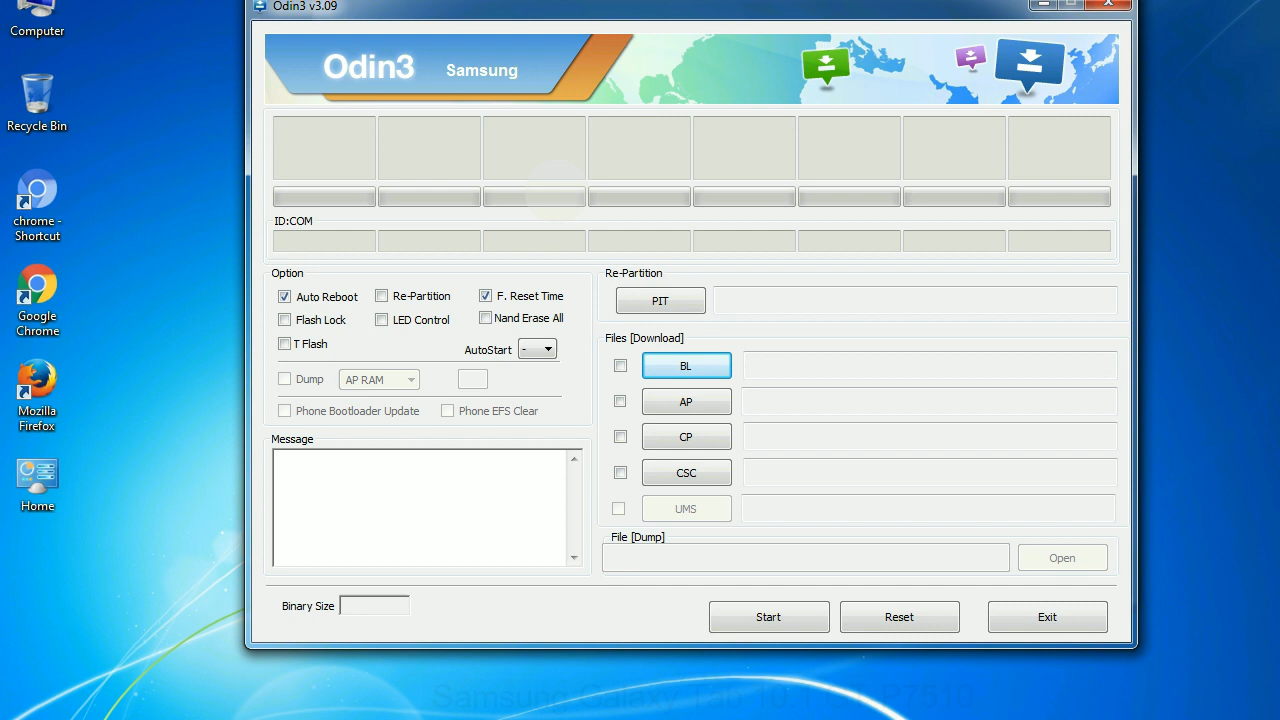 Odin3 v3.09
Computer
Recycle Bin
chrome - Shortcut
Google Chrome
Mozilla Firefox
Home
Odin3 Samsung
ID:COM
Option
Auto Reboot
Re-Partition
F. Reset Time
Flash Lock
LED Control
Nand Erase All
T Flash
AutoStart -
Dump
AP RAM
Phone Bootloader Update
Phone EFS Clear
Message
Re-Partition
PIT
Files [Download]
BL
AP
CP
CSC
UMS
File [Dump]
Open
Binary Size
Start
Reset
Exit